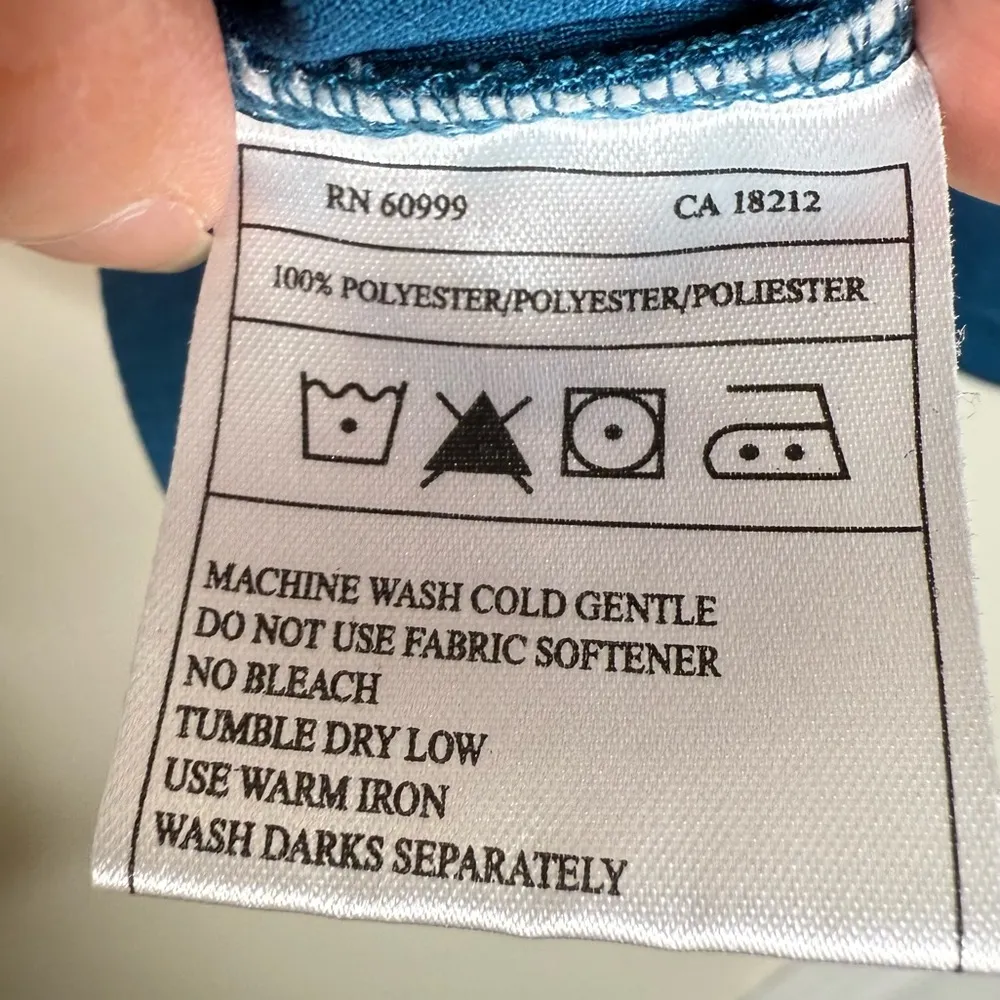 RN 60999 CA 18212
100% POLYESTER/POLYESTER/POLIESTER
MACHINE WASH COLD GENTLE
DO NOT USE FABRIC SOFTENER
NO BLEACH
TUMBLE DRY LOW
USE WARM IRON
WASH DARKS SEPARATELY